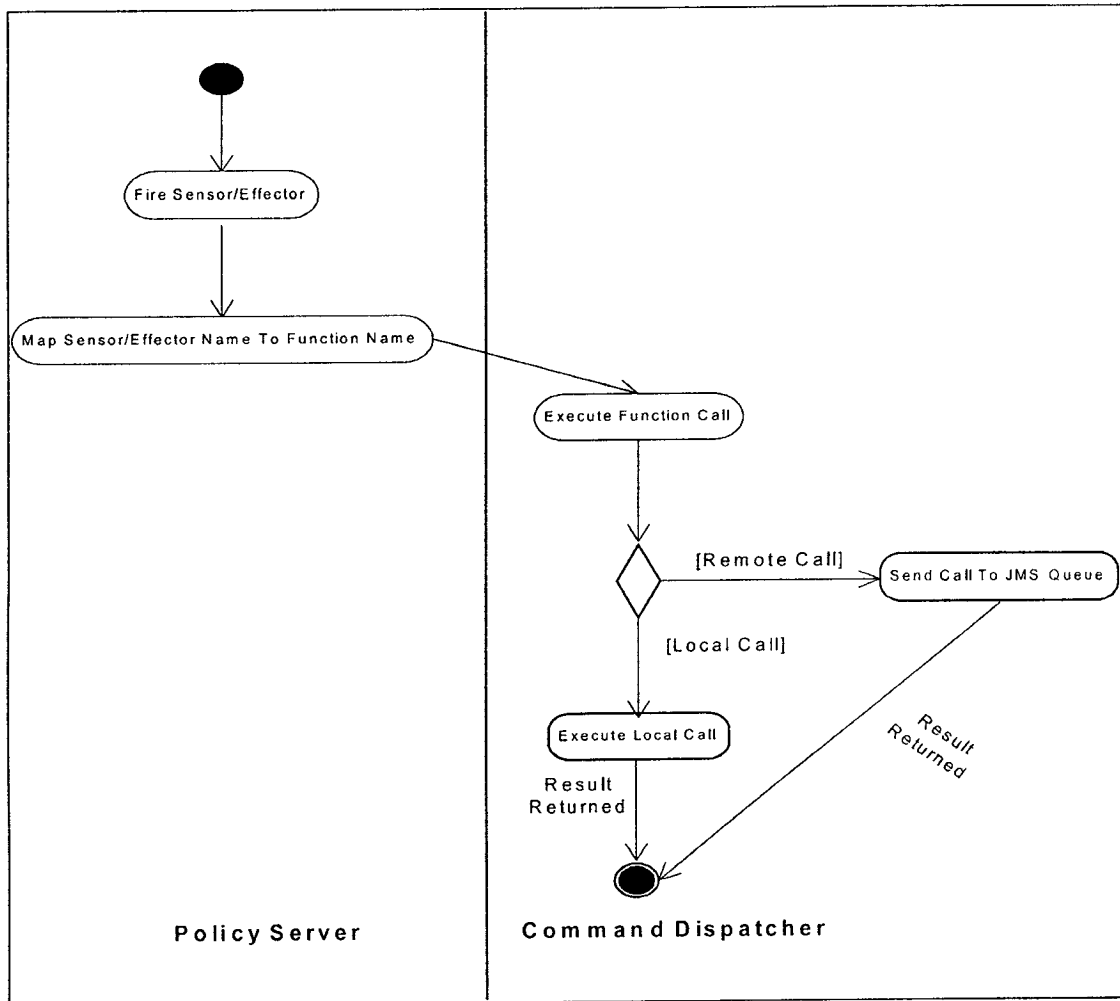 Fire Sensor/Effector
Map Sensor/Effector Name To Function Name
Execute Function Call
[Remote Call]
Send Call To JMS Queue
[Local Call]
Execute Local Call
Result
Returned
Result
Returned
Policy Server
Command Dispatcher